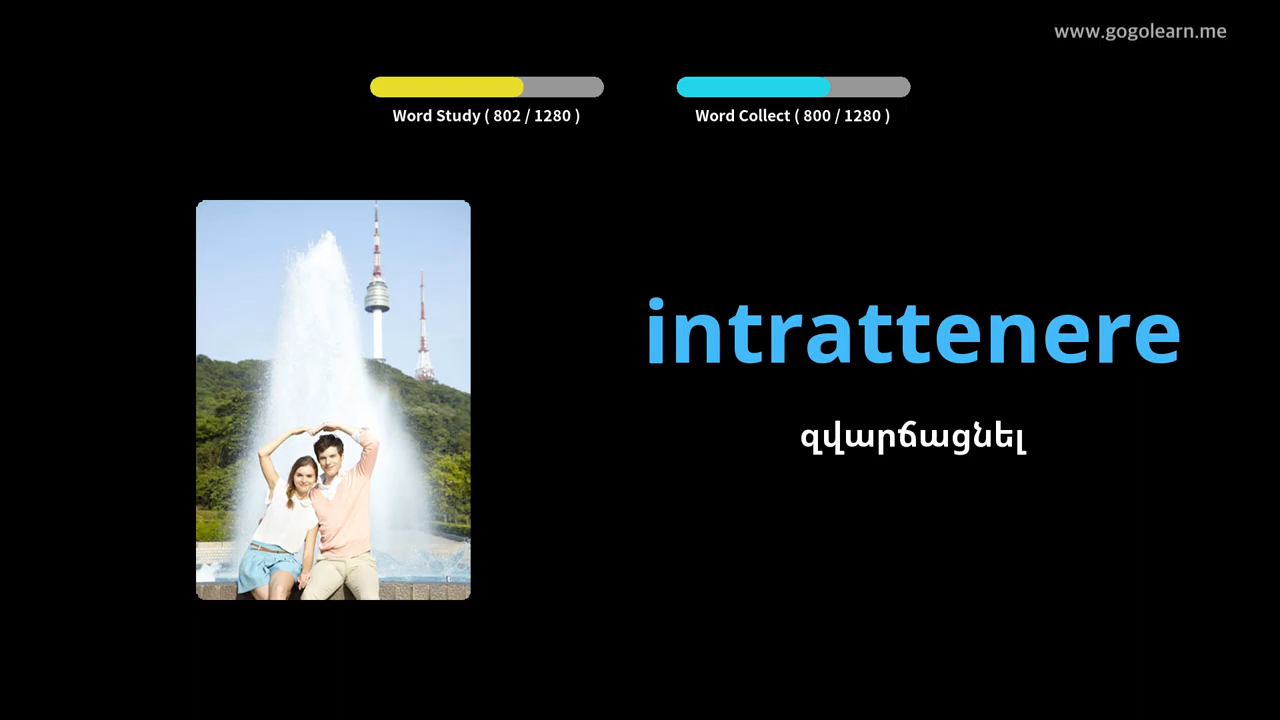 www.gogolearn.me
Word Study ( 802 / 1280 )
Word Collect ( 800 / 1280 )
intrattenere
զվարճացնել